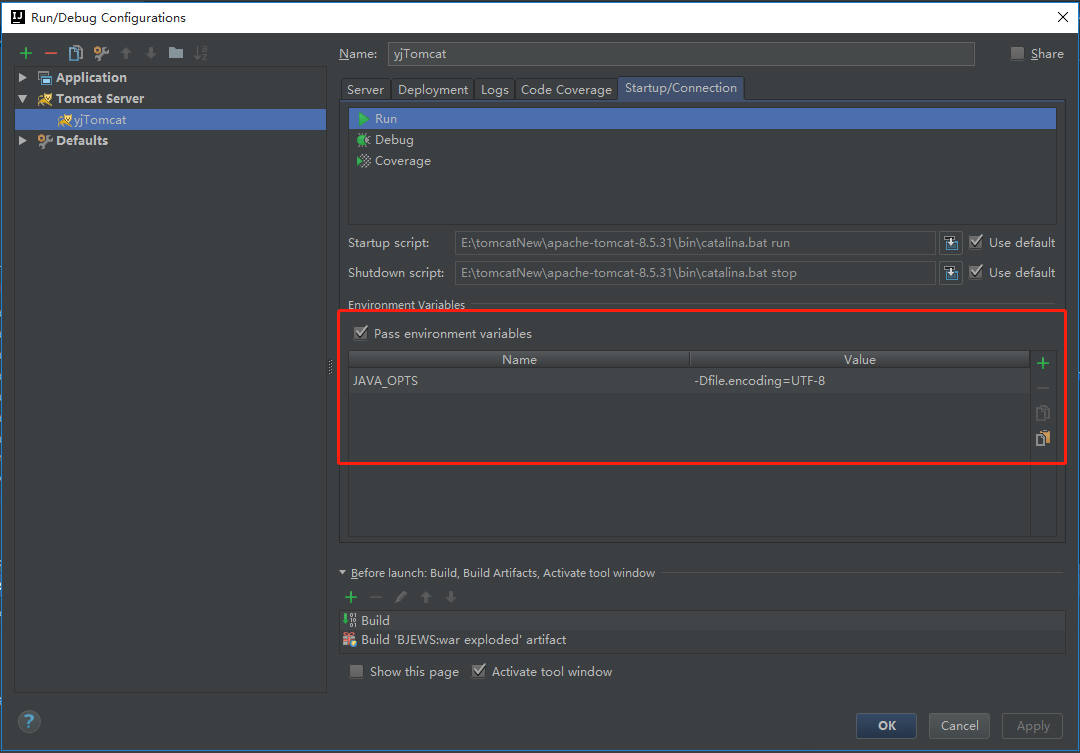 Run/Debug Configurations
Name: yjTomcat Share
Application
Tomcat Server
yjTomcat
Defaults
Server Deployment Logs Code Coverage Startup/Connection
Run
Debug
Coverage
Startup script: E:\tomcatNew\apache-tomcat-8.5.31\bin\catalina.bat run Use default
Shutdown script: E:\tomcatNew\apache-tomcat-8.5.31\bin\catalina.bat stop Use default
Environment Variables
Pass environment variables
Name Value
JAVA_OPTS -Dfile.encoding=UTF-8
Before launch: Build, Build Artifacts, Activate tool window
Build
Build 'BJEWS:war exploded' artifact
Show this page Activate tool window
? OK Cancel Apply